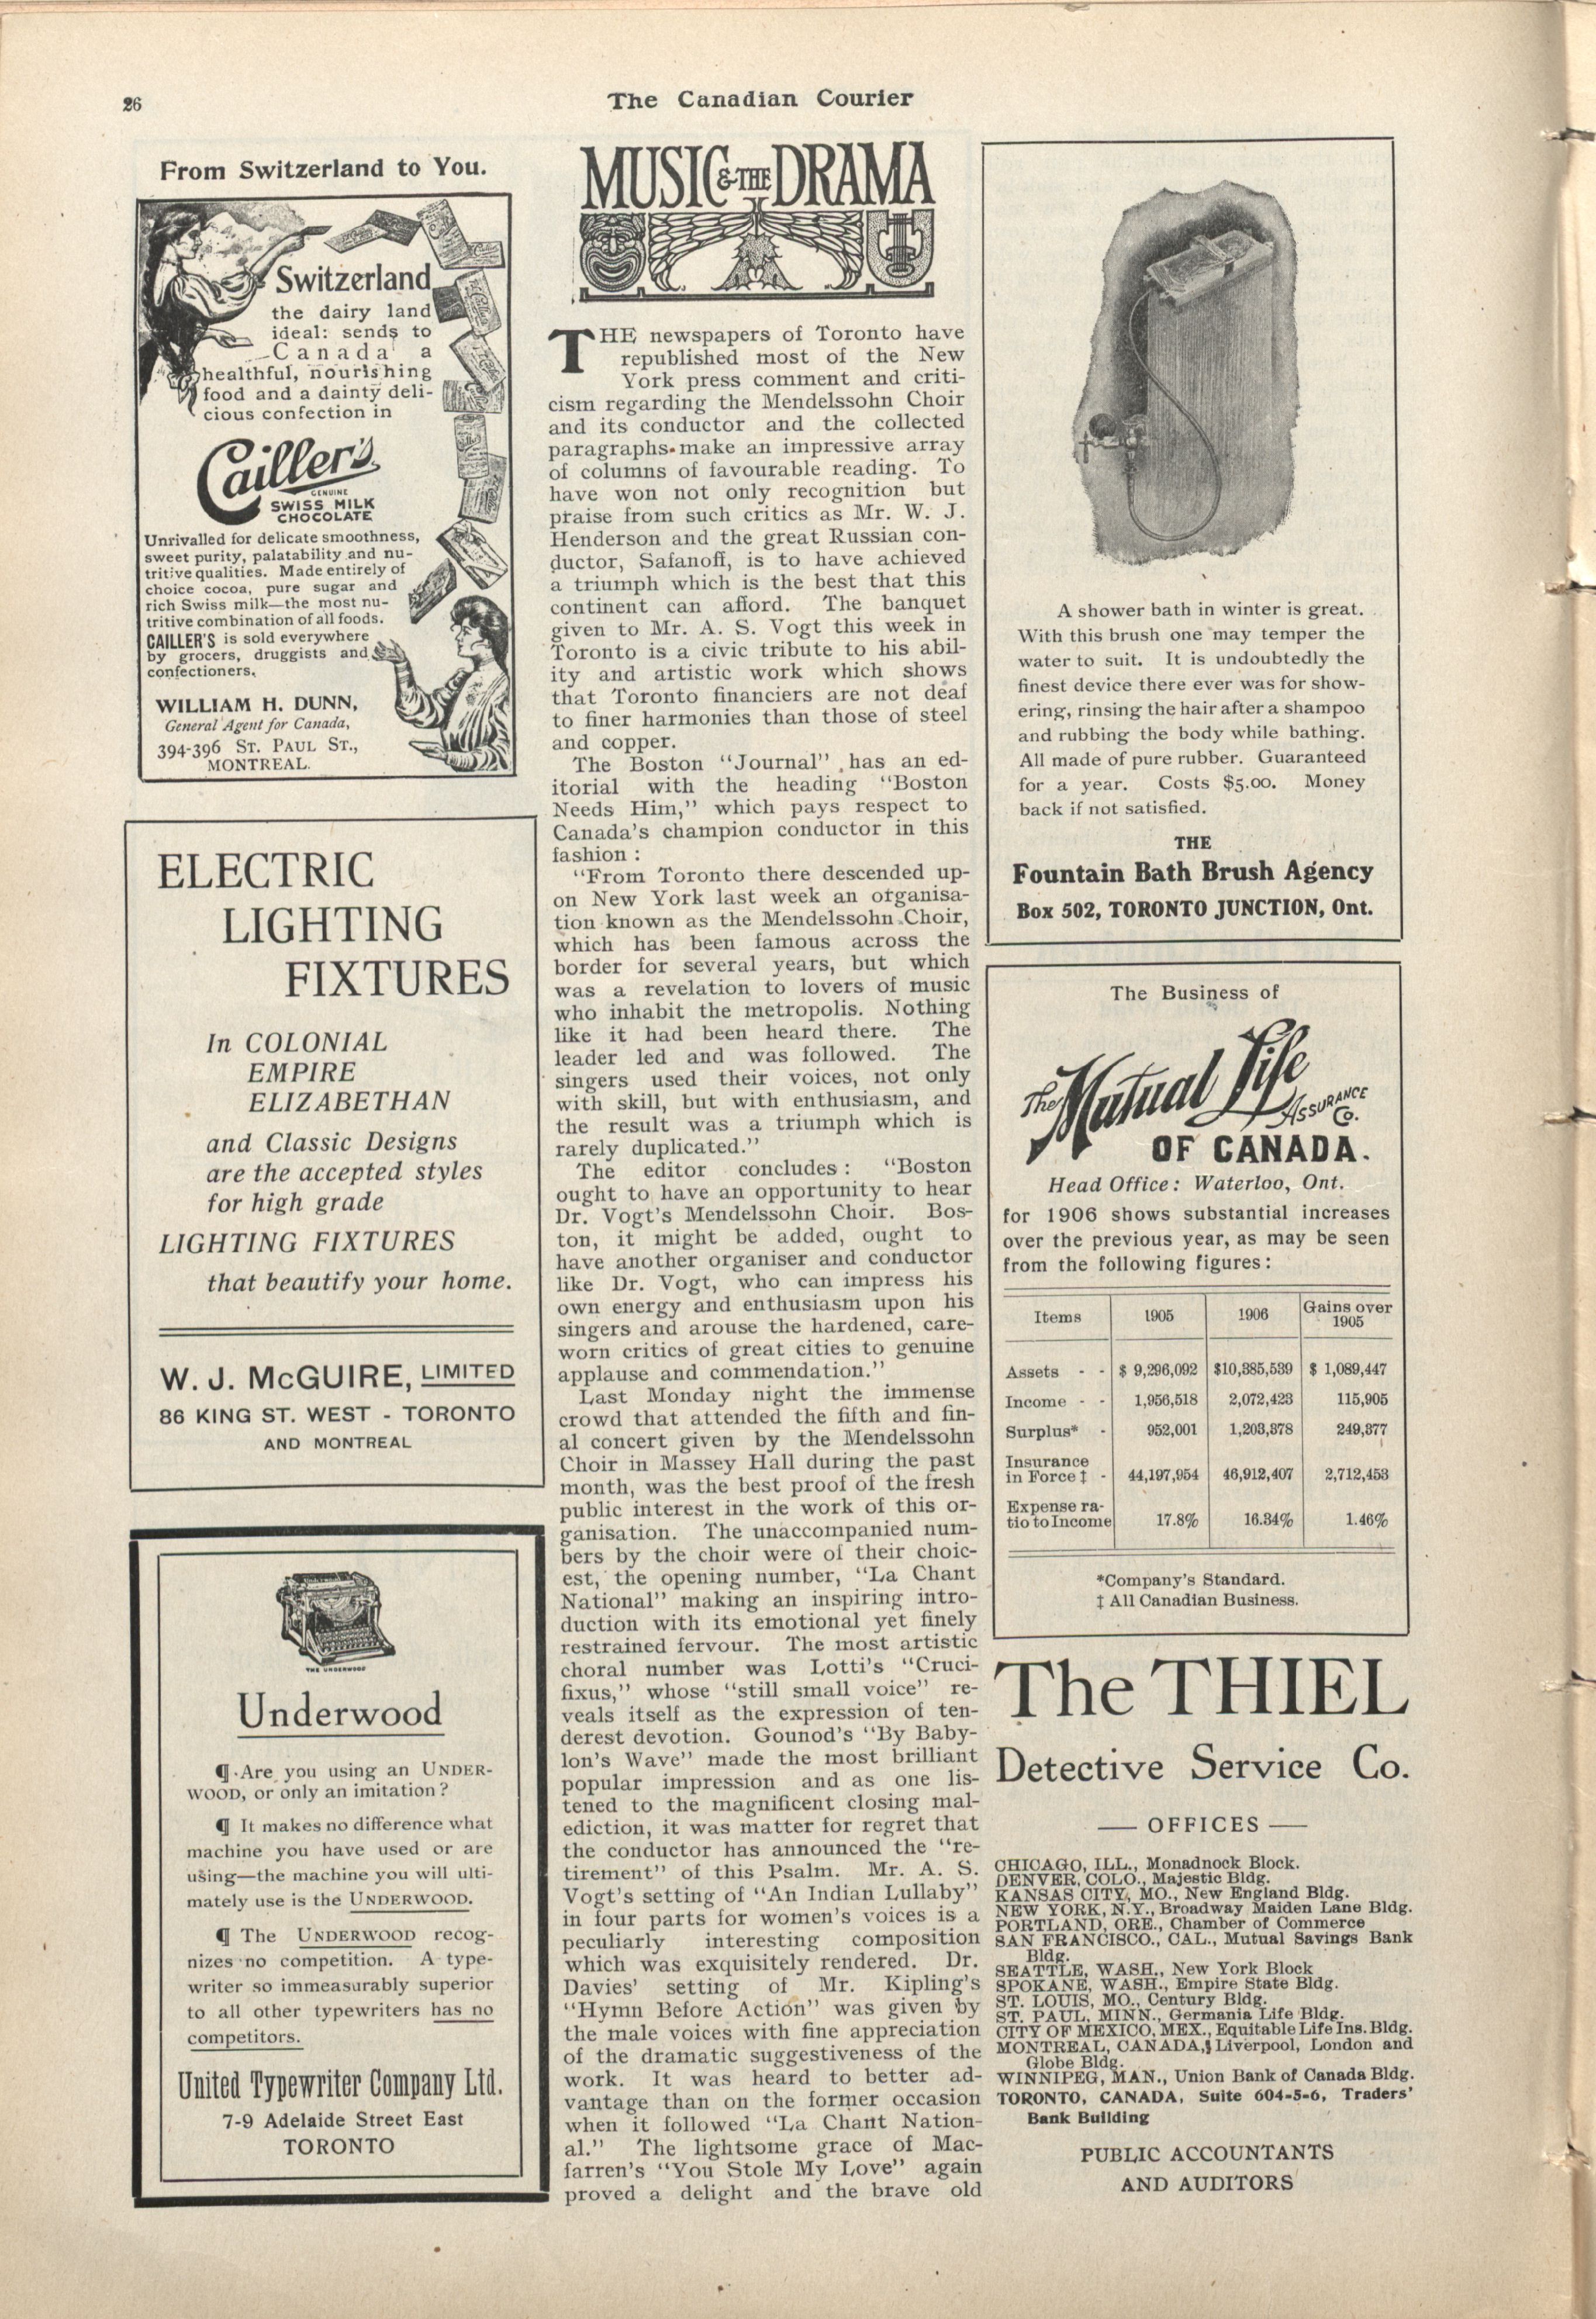 26
The Canadian Courier
From Switzerland to You.
Switzerland
the dairy land
ideal: sends to
Canada a
healthful, nourishing
food and a dainty deli-
cious confection in
Cailler's
GENUINE
SWISS MILK
CHOCOLATE
Unrivalled for delicate smoothness,
sweet purity, palatability and nu-
tritive qualities. Made entirely of
choice cocoa, pure sugar and
rich Swiss milk—the most nu-
tritive combination of all foods.
CAILLER'S is sold everywhere
by grocers, druggists and
confectioners.
WILLIAM H. DUNN,
General Agent for Canada,
394-396 ST. PAUL ST.,
MONTREAL.
ELECTRIC
LIGHTING
FIXTURES
In COLONIAL
EMPIRE
ELIZABETHAN
and Classic Designs
are the accepted styles
for high grade
LIGHTING FIXTURES
that beautify your home.
W. J. McGUIRE, LIMITED
86 KING ST. WEST - TORONTO
AND MONTREAL
THE UNDERWOOD
Underwood
¶ Are you using an UNDER-
WOOD, or only an imitation?
¶ It makes no difference what
machine you have used or are
using—the machine you will ulti-
mately use is the UNDERWOOD.
¶ The UNDERWOOD recog-
nizes no competition. A type-
writer so immeasurably superior
to all other typewriters has no
competitors.
United Typewriter Company Ltd.
7-9 Adelaide Street East
TORONTO
MUSIC & THE DRAMA
THE newspapers of Toronto have
republished most of the New
York press comment and criti-
cism regarding the Mendelssohn Choir
and its conductor and the collected
paragraphs make an impressive array
of columns of favourable reading. To
have won not only recognition but
praise from such critics as Mr. W. J.
Henderson and the great Russian con-
ductor, Safanoff, is to have achieved
a triumph which is the best that this
continent can afford. The banquet
given to Mr. A. S. Vogt this week in
Toronto is a civic tribute to his abil-
ity and artistic work which shows
that Toronto financiers are not deaf
to finer harmonies than those of steel
and copper.
The Boston "Journal" has an ed-
itorial with the heading "Boston
Needs Him," which pays respect to
Canada's champion conductor in this
fashion :
"From Toronto there descended up-
on New York last week an organisa-
tion known as the Mendelssohn Choir,
which has been famous across the
border for several years, but which
was a revelation to lovers of music
who inhabit the metropolis. Nothing
like it had been heard there. The
leader led and was followed. The
singers used their voices, not only
with skill, but with enthusiasm, and
the result was a triumph which is
rarely duplicated."
The editor concludes : "Boston
ought to have an opportunity to hear
Dr. Vogt's Mendelssohn Choir. Bos-
ton, it might be added, ought to
have another organiser and conductor
like Dr. Vogt, who can impress his
own energy and enthusiasm upon his
singers and arouse the hardened, care-
worn critics of great cities to genuine
applause and commendation."
Last Monday night the immense
crowd that attended the fifth and fin-
al concert given by the Mendelssohn
Choir in Massey Hall during the past
month, was the best proof of the fresh
public interest in the work of this or-
ganisation. The unaccompanied num-
bers by the choir were of their choic-
est, the opening number, "La Chant
National" making an inspiring intro-
duction with its emotional yet finely
restrained fervour. The most artistic
choral number was Lotti's "Cruci-
fixus," whose "still small voice" re-
veals itself as the expression of ten-
derest devotion. Gounod's "By Baby-
lon's Wave" made the most brilliant
popular impression and as one lis-
tened to the magnificent closing mal-
ediction, it was matter for regret that
the conductor has announced the "re-
tirement" of this Psalm. Mr. A. S.
Vogt's setting of "An Indian Lullaby"
in four parts for women's voices is a
peculiarly interesting composition
which was exquisitely rendered. Dr.
Davies' setting of Mr. Kipling's
"Hymn Before Action" was given by
the male voices with fine appreciation
of the dramatic suggestiveness of the
work. It was heard to better ad-
vantage than on the former occasion
when it followed "La Chant Nation-
al." The lightsome grace of Mac-
farren's "You Stole My Love" again
proved a delight and the brave old
A shower bath in winter is great.
With this brush one may temper the
water to suit. It is undoubtedly the
finest device there ever was for show-
ering, rinsing the hair after a shampoo
and rubbing the body while bathing.
All made of pure rubber. Guaranteed
for a year. Costs $5.00. Money
back if not satisfied.
THE
Fountain Bath Brush Agency
Box 502, TORONTO JUNCTION, Ont.
The Business of
The Mutual Life
ASSURANCE
Co.
OF CANADA.
Head Office: Waterloo, Ont.
for 1906 shows substantial increases
over the previous year, as may be seen
from the following figures:
Items 1905 1906 Gains over 1905
Assets - - $ 9,296,092 $10,385,539 $ 1,089,447
Income - - 1,956,518 2,072,423 115,905
Surplus* - 952,001 1,203,378 249,377
Insurance
in Force ‡ - 44,197,954 46,912,407 2,712,453
Expense ra-
tio to Income 17.8% 16.34% 1.46%
*Company's Standard.
‡ All Canadian Business.
The THIEL
Detective Service Co.
— OFFICES —
CHICAGO, ILL., Monadnock Block.
DENVER, COLO., Majestic Bldg.
KANSAS CITY, MO., New England Bldg.
NEW YORK, N.Y., Broadway Maiden Lane Bldg.
PORTLAND, ORE., Chamber of Commerce
SAN FRANCISCO., CAL., Mutual Savings Bank
Bldg.
SEATTLE, WASH., New York Block
SPOKANE, WASH., Empire State Bldg.
ST. LOUIS, MO., Century Bldg.
ST. PAUL, MINN., Germania Life Bldg.
CITY OF MEXICO, MEX., Equitable Life Ins. Bldg.
MONTREAL, CANADA, Liverpool, London and
Globe Bldg.
WINNIPEG, MAN., Union Bank of Canada Bldg.
TORONTO, CANADA, Suite 604-5-6, Traders'
Bank Building
PUBLIC ACCOUNTANTS
AND AUDITORS